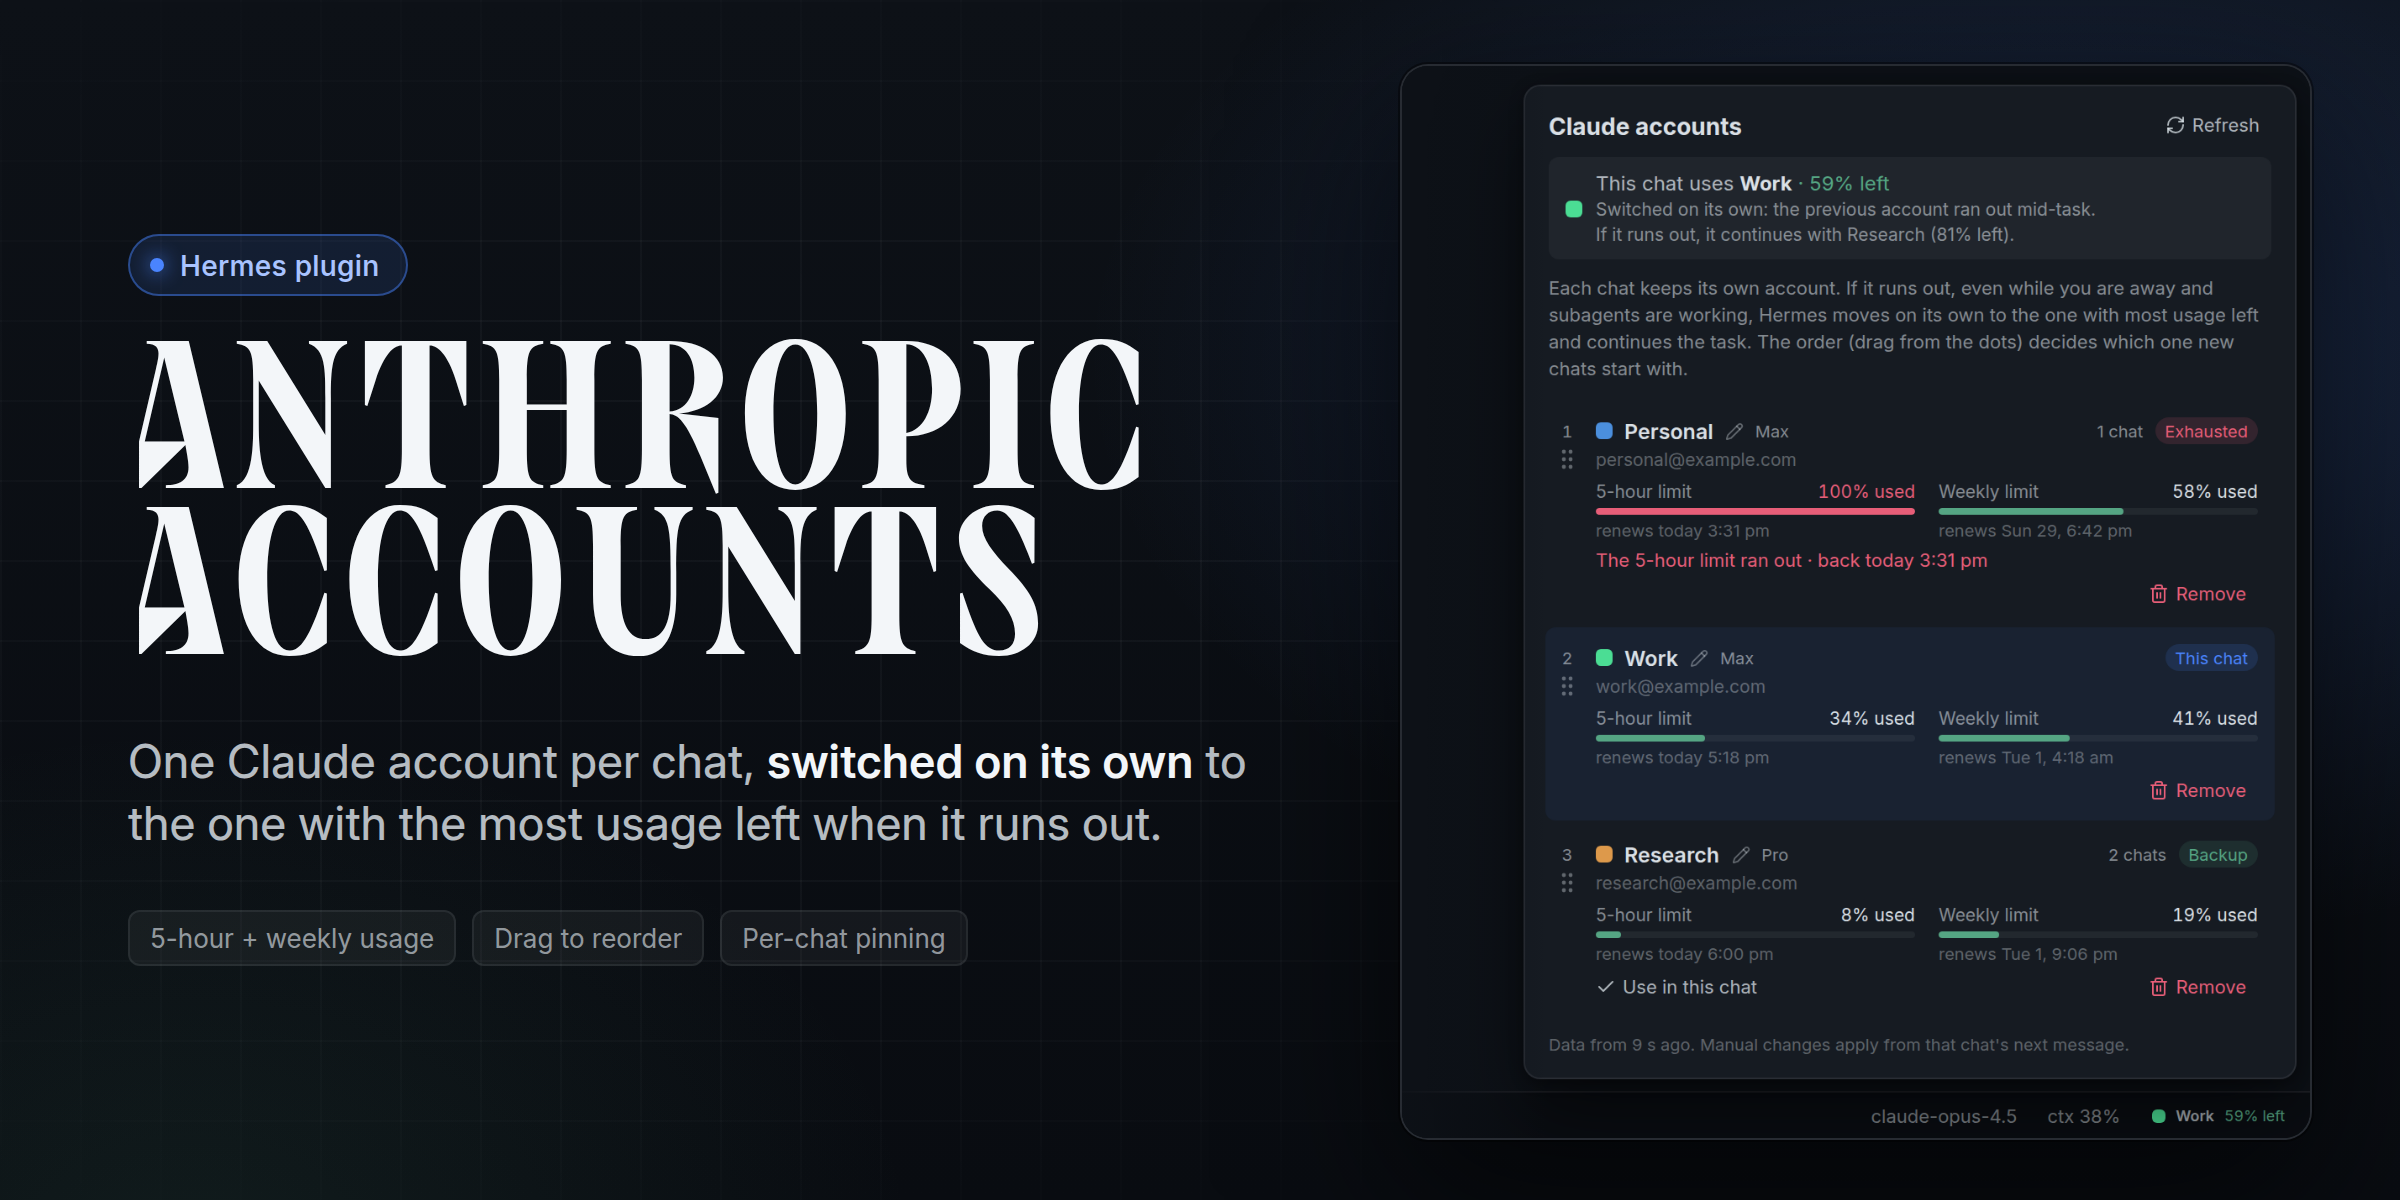 Hermes plugin
ANTHROPIC
ACCOUNTS
One Claude account per chat, switched on its own to
the one with the most usage left when it runs out.
5-hour + weekly usage
Drag to reorder
Per-chat pinning
Claude accounts
Refresh
This chat uses Work · 59% left
Switched on its own: the previous account ran out mid-task.
If it runs out, it continues with Research (81% left).
Each chat keeps its own account. If it runs out, even while you are away and
subagents are working, Hermes moves on its own to the one with most usage left
and continues the task. The order (drag from the dots) decides which one new
chats start with.
1 Personal Max 1 chat Exhausted
personal@example.com
5-hour limit 100% used Weekly limit 58% used
renews today 3:31 pm renews Sun 29, 6:42 pm
The 5-hour limit ran out · back today 3:31 pm
Remove
2 Work Max This chat
work@example.com
5-hour limit 34% used Weekly limit 41% used
renews today 5:18 pm renews Tue 1, 4:18 am
Remove
3 Research Pro 2 chats Backup
research@example.com
5-hour limit 8% used Weekly limit 19% used
renews today 6:00 pm renews Tue 1, 9:06 pm
Use in this chat Remove
Data from 9 s ago. Manual changes apply from that chat's next message.
claude-opus-4.5 ctx 38% Work 59% left